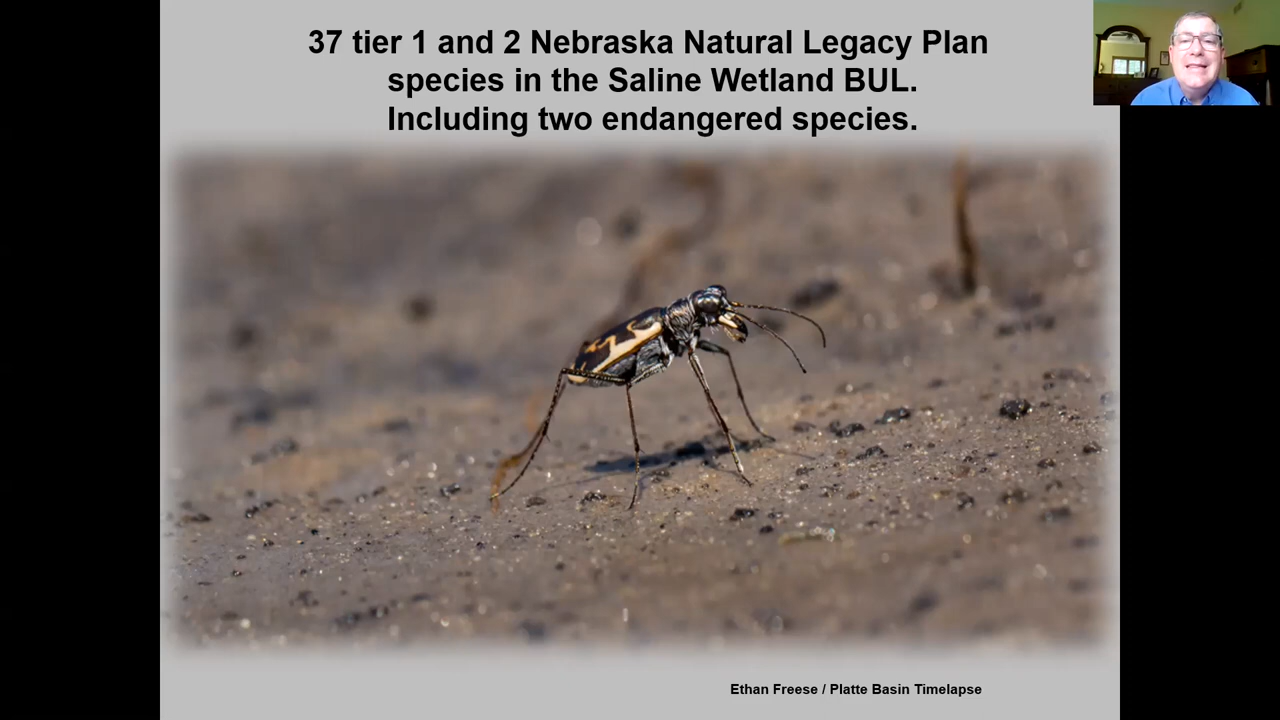 37 tier 1 and 2 Nebraska Natural Legacy Plan
species in the Saline Wetland BUL.
Including two endangered species.
Ethan Freese / Platte Basin Timelapse